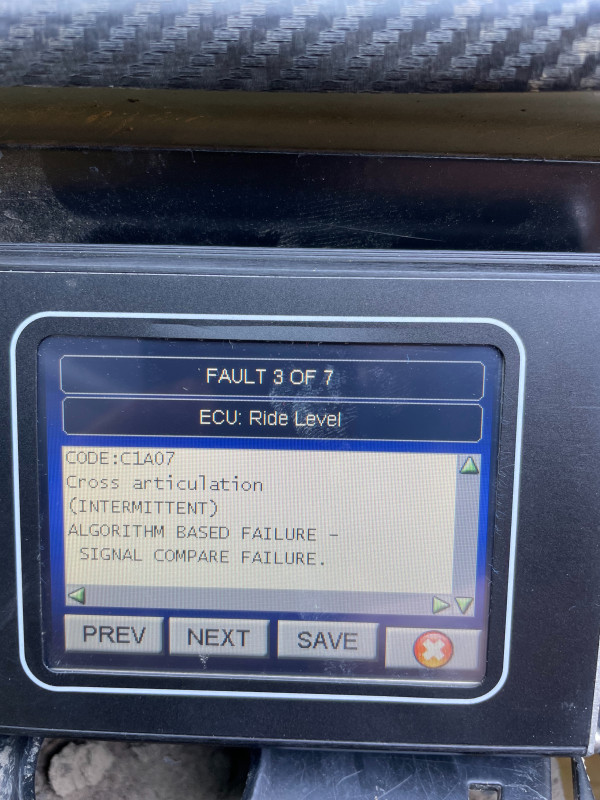 FAULT 3 OF 7
ECU: Ride Level
CODE:C1A07
Cross articulation
(INTERMITTENT)
ALGORITHM BASED FAILURE –
SIGNAL COMPARE FAILURE.
PREV NEXT SAVE